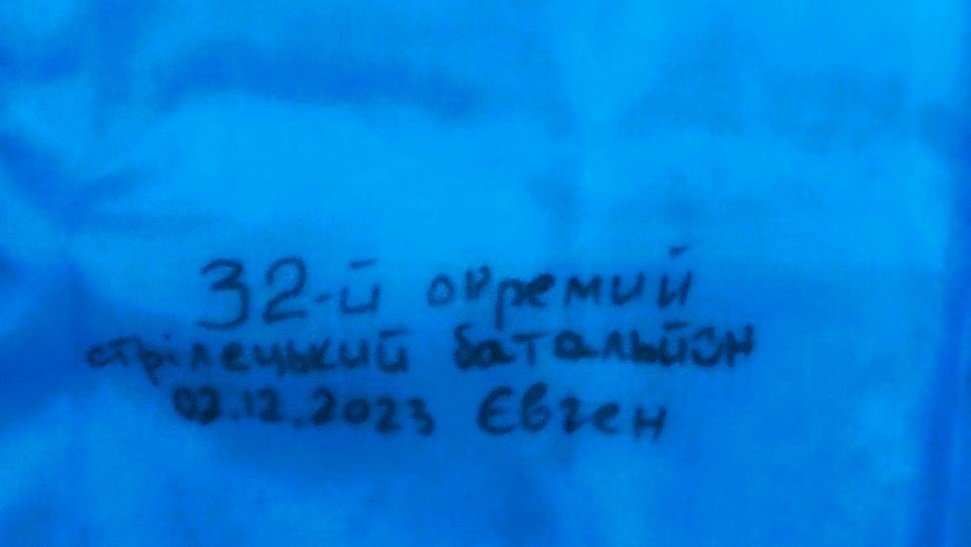 32-й окремий
стрілецький батальйон
02.12.2023 Євген